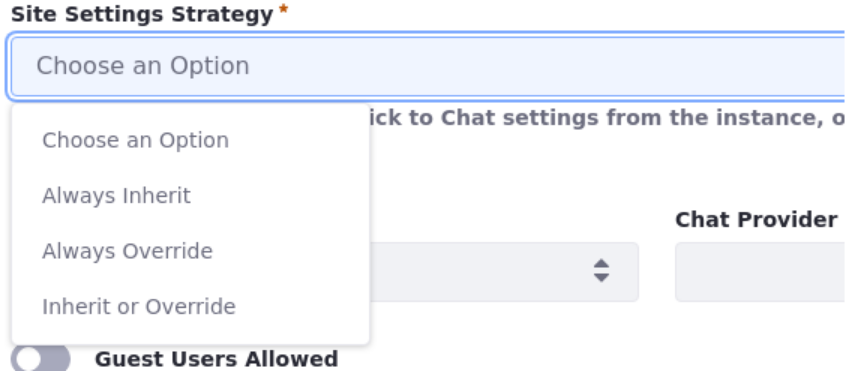 Site Settings Strategy *
Choose an Option
Choose an Option
ick to Chat settings from the instance, o
Always Inherit
Always Override
Chat Provider
Inherit or Override
Guest Users Allowed